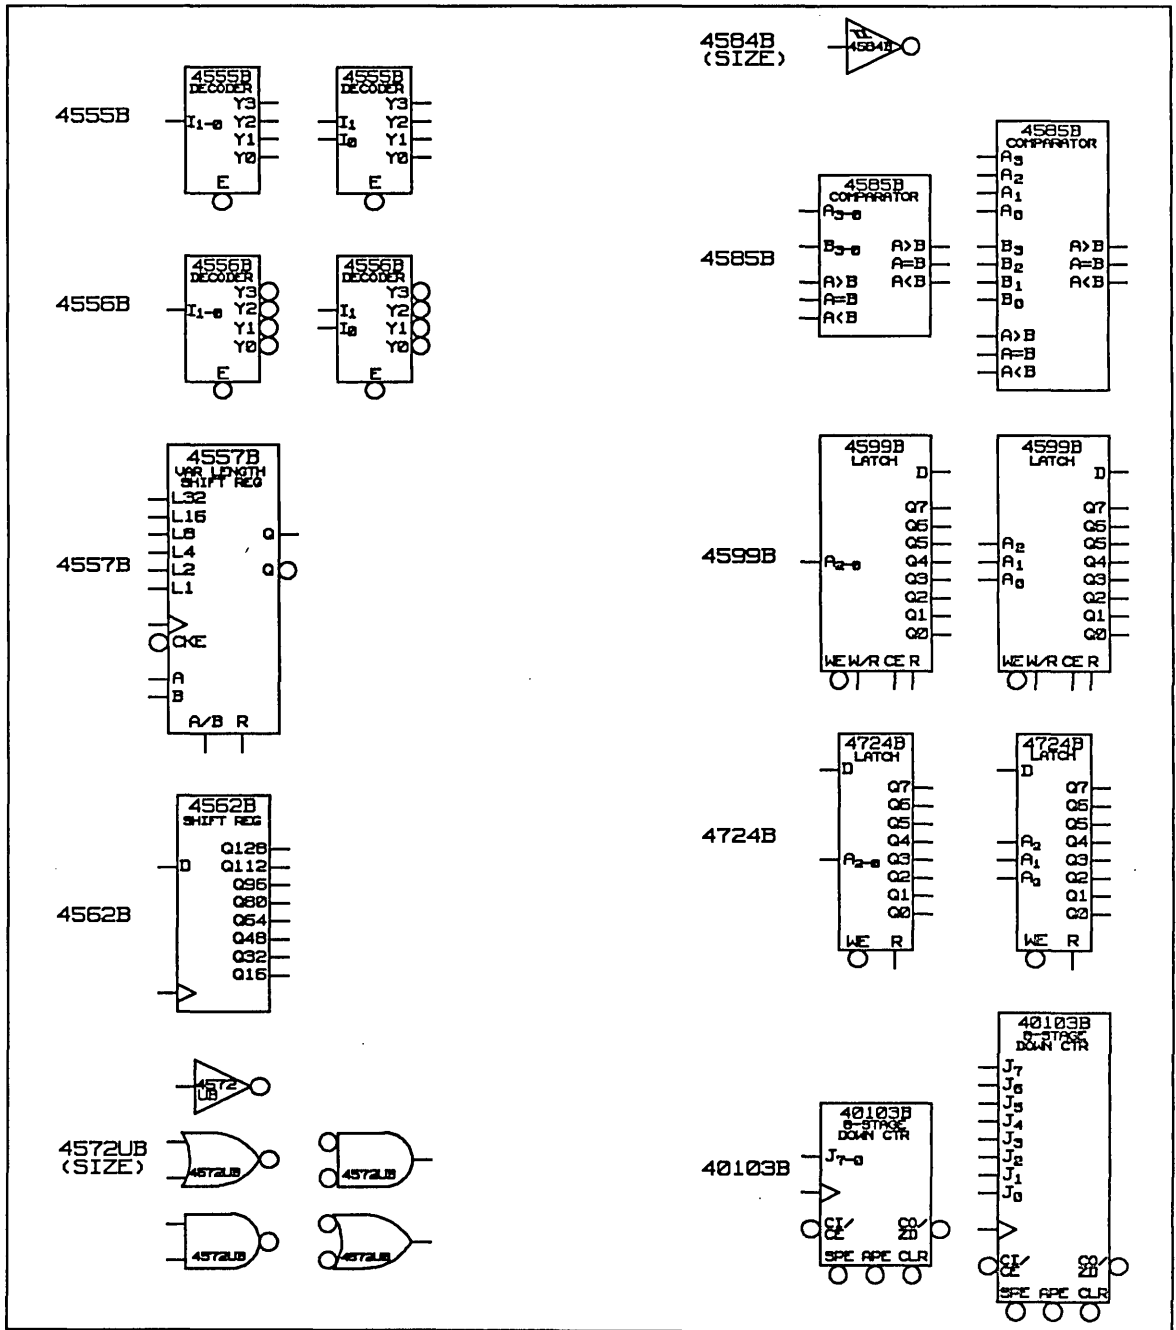 4555B
4555B
DECODER
I1-0
Y3
Y2
Y1
Y0
E
4555B
DECODER
I1
I0
Y3
Y2
Y1
Y0
E
4556B
4556B
DECODER
I1-0
Y3
Y2
Y1
Y0
E
4556B
DECODER
I1
I0
Y3
Y2
Y1
Y0
E
4557B
4557B
VAR LENGTH
SHIFT REG
L32
L16
L8
L4
L2
L1
Q
Q
CKE
A
B
A/B R
4562B
4562B
SHIFT REG
D
Q128
Q112
Q96
Q80
Q64
Q48
Q32
Q16
4572UB
(SIZE)
4572
UB
4572UB
4572UB
4572UB
4572UB
4584B
(SIZE)
4584B
4585B
4585B
COMPARATOR
A3-0
B3-0
A>B
A=B
A<B
A>B
A=B
A<B
4585B
COMPARATOR
A3
A2
A1
A0
B3
B2
B1
B0
A>B
A=B
A<B
A>B
A=B
A<B
4599B
4599B
LATCH
D
Q7
Q6
Q5
Q4
Q3
Q2
Q1
Q0
A2-0
WE W/R CE R
4599B
LATCH
D
Q7
Q6
Q5
Q4
Q3
Q2
Q1
Q0
A2
A1
A0
WE W/R CE R
4724B
4724B
LATCH
D
Q7
Q6
Q5
Q4
Q3
Q2
Q1
Q0
A2-0
WE R
4724B
LATCH
D
Q7
Q6
Q5
Q4
Q3
Q2
Q1
Q0
A2
A1
A0
WE R
40103B
40103B
8-STAGE
DOWN CTR
J7-0
CI/
CE
CO/
ZD
SPE APE CLR
40103B
8-STAGE
DOWN CTR
J7
J6
J5
J4
J3
J2
J1
J0
CI/
CE
CO/
ZD
SPE APE CLR